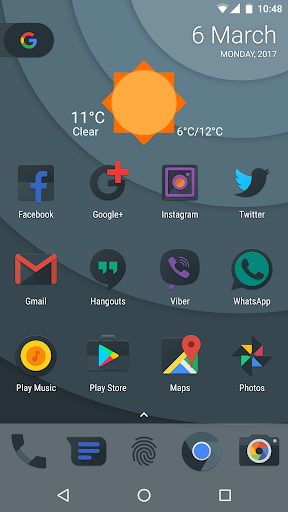 10:48
G
6 March
MONDAY, 2017
11°C
Clear
6°C/12°C
Facebook
Google+
Instagram
Twitter
Gmail
Hangouts
Viber
WhatsApp
Play Music
Play Store
Maps
Photos